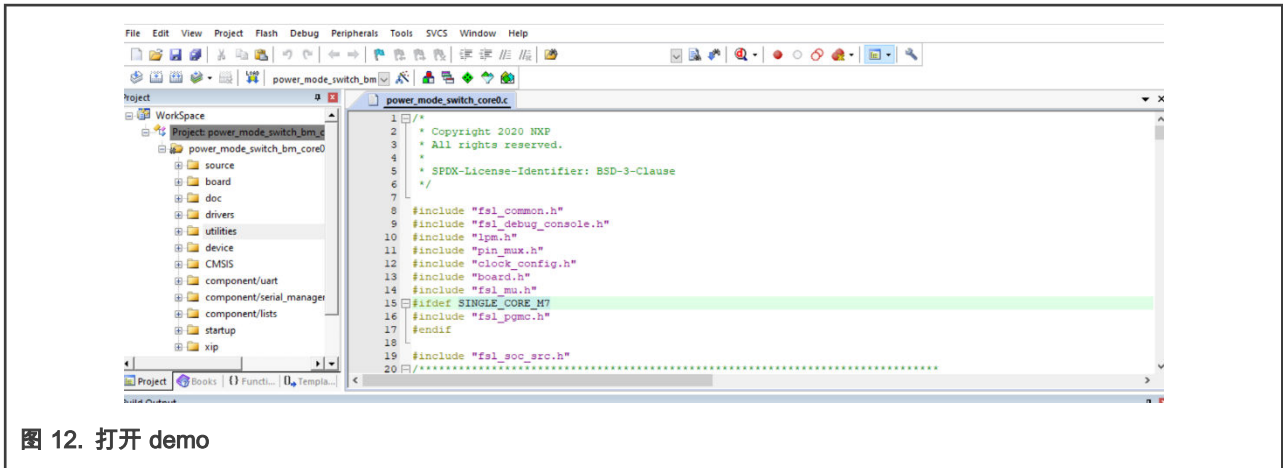 File Edit View Project Flash Debug Peripherals Tools SVCS Window Help
power_mode_switch_bm
Project
power_mode_switch_core0.c
WorkSpace
Project: power_mode_switch_bm_c
power_mode_switch_bm_core0
source
board
doc
drivers
utilities
device
CMSIS
component/uart
component/serial_manager
component/lists
startup
xip
Project Books {} Functi... Templa...
1 /*
2 * Copyright 2020 NXP
3 * All rights reserved.
4 *
5 * SPDX-License-Identifier: BSD-3-Clause
6 */
7
8 #include "fsl_common.h"
9 #include "fsl_debug_console.h"
10 #include "lpm.h"
11 #include "pin_mux.h"
12 #include "clock_config.h"
13 #include "board.h"
14 #include "fsl_mu.h"
15 #ifdef SINGLE_CORE_M7
16 #include "fsl_pgmc.h"
17 #endif
18
19 #include "fsl_soc_src.h"
20 /*******************************************************************************
Build Output
图 12. 打开 demo